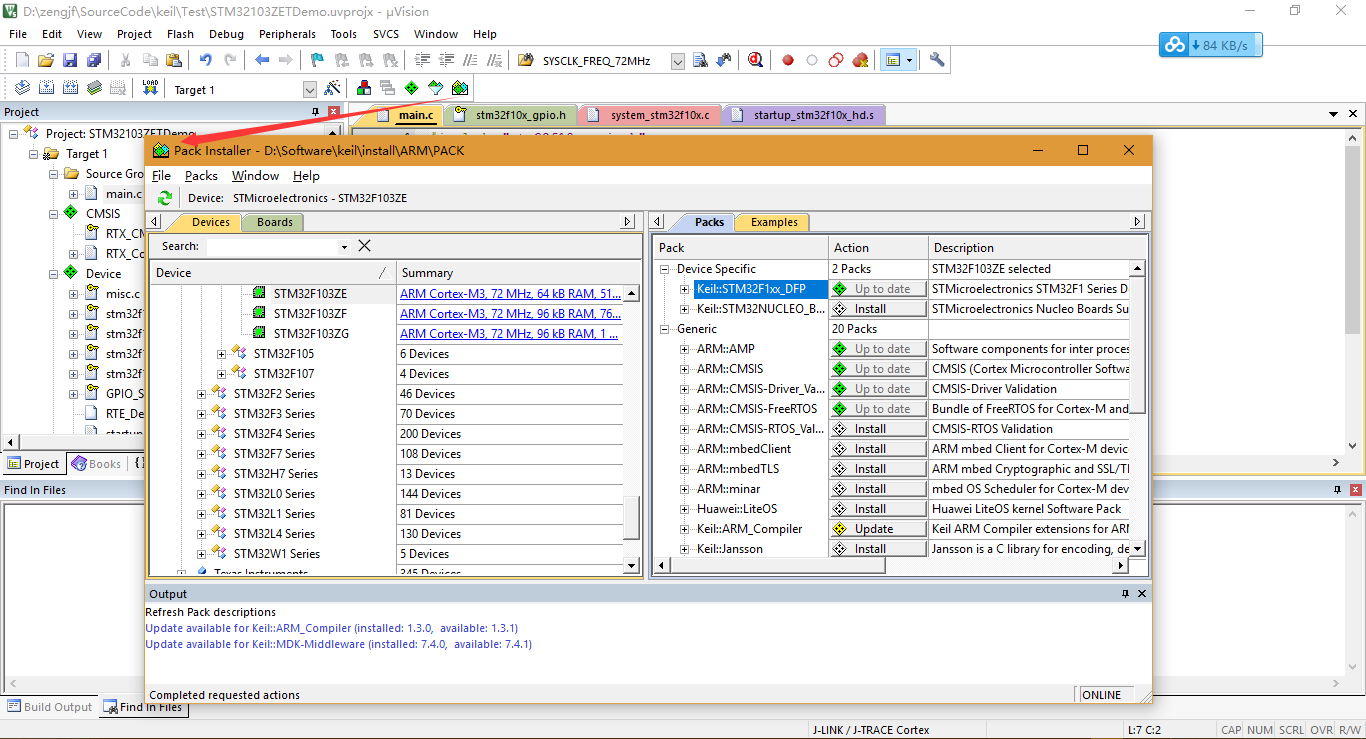 D:\zengjf\SourceCode\keil\Test\STM32103ZETDemo.uvprojx - µVision
File Edit View Project Flash Debug Peripherals Tools SVCS Window Help
84 KB/s
SYSCLK_FREQ_72MHz
LOAD
Target 1
Project
main.c
stm32f10x_gpio.h
system_stm32f10x.c
startup_stm32f10x_hd.s
Project: STM32103ZETDemo
Target 1
Source Gro
main.c
CMSIS
RTX_CM
RTX_Co
Device
misc.c
stm32f1
stm32f1
stm32f1
stm32f1
GPIO_S
RTE_De
startup
Project Books
Find In Files
Pack Installer - D:\Software\keil\install\ARM\PACK
File Packs Window Help
Device: STMicroelectronics - STM32F103ZE
Devices Boards
Search:
Device Summary
STM32F103ZE ARM Cortex-M3, 72 MHz, 64 kB RAM, 51...
STM32F103ZF ARM Cortex-M3, 72 MHz, 96 kB RAM, 76...
STM32F103ZG ARM Cortex-M3, 72 MHz, 96 kB RAM, 1 ...
STM32F105 6 Devices
STM32F107 4 Devices
STM32F2 Series 46 Devices
STM32F3 Series 70 Devices
STM32F4 Series 200 Devices
STM32F7 Series 108 Devices
STM32H7 Series 13 Devices
STM32L0 Series 144 Devices
STM32L1 Series 81 Devices
STM32L4 Series 130 Devices
STM32W1 Series 5 Devices
Texas Instruments 345 Devices
Packs Examples
Pack Action Description
Device Specific 2 Packs STM32F103ZE selected
Keil::STM32F1xx_DFP Up to date STMicroelectronics STM32F1 Series D
Keil::STM32NUCLEO_B... Install STMicroelectronics Nucleo Boards Su
Generic 20 Packs
ARM::AMP Up to date Software components for inter proces
ARM::CMSIS Up to date CMSIS (Cortex Microcontroller Softwa
ARM::CMSIS-Driver_Va... Up to date CMSIS-Driver Validation
ARM::CMSIS-FreeRTOS Up to date Bundle of FreeRTOS for Cortex-M and
ARM::CMSIS-RTOS_Val... Install CMSIS-RTOS Validation
ARM::mbedClient Install ARM mbed Client for Cortex-M devic
ARM::mbedTLS Install ARM mbed Cryptographic and SSL/TL
ARM::minar Install mbed OS Scheduler for Cortex-M dev
Huawei::LiteOS Install Huawei LiteOS kernel Software Pack
Keil::ARM_Compiler Update Keil ARM Compiler extensions for ARM
Keil::Jansson Install Jansson is a C library for encoding, de
Output
Refresh Pack descriptions
Update available for Keil::ARM_Compiler (installed: 1.3.0, available: 1.3.1)
Update available for Keil::MDK-Middleware (installed: 7.4.0, available: 7.4.1)
Completed requested actions
ONLINE
Build Output Find In Files
J-LINK / J-TRACE Cortex L:7 C:2 CAP NUM SCRL OVR R/W